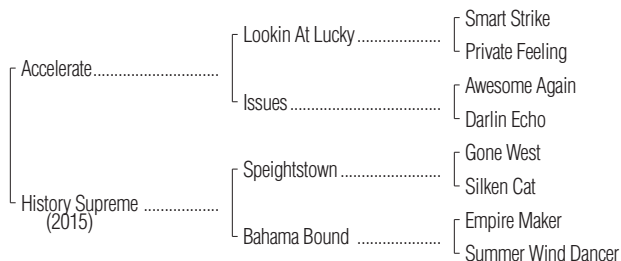 Smart Strike
Lookin At Lucky ....................
Private Feeling
Accelerate..............................
Awesome Again
Issues ....................................
Darlin Echo
Gone West
Speightstown ........................
Silken Cat
History Supreme ..................
(2015)
Empire Maker
Bahama Bound ....................
Summer Wind Dancer